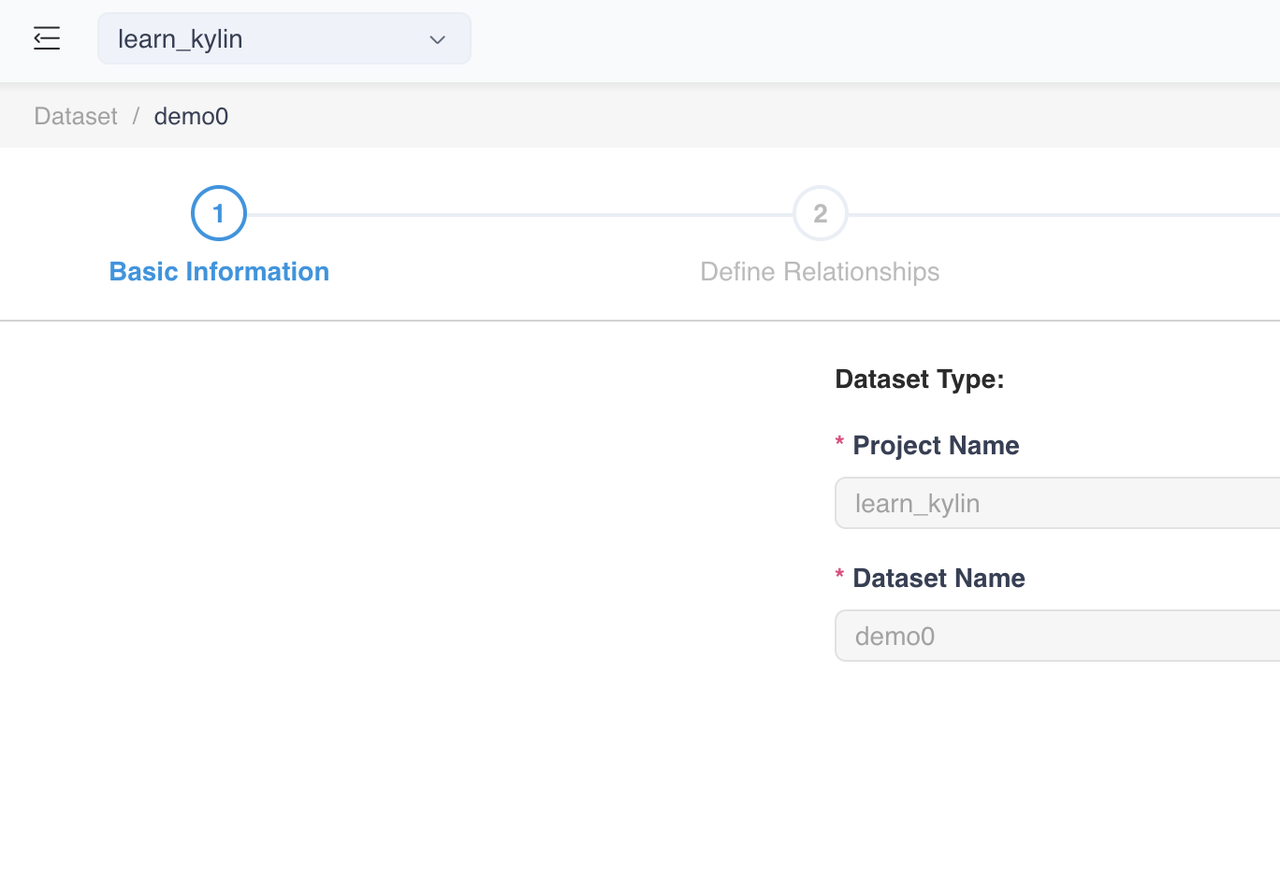 learn_kylin
Dataset / demo0
1
2
Basic Information
Define Relationships
Dataset Type:
* Project Name
learn_kylin
* Dataset Name
demo0